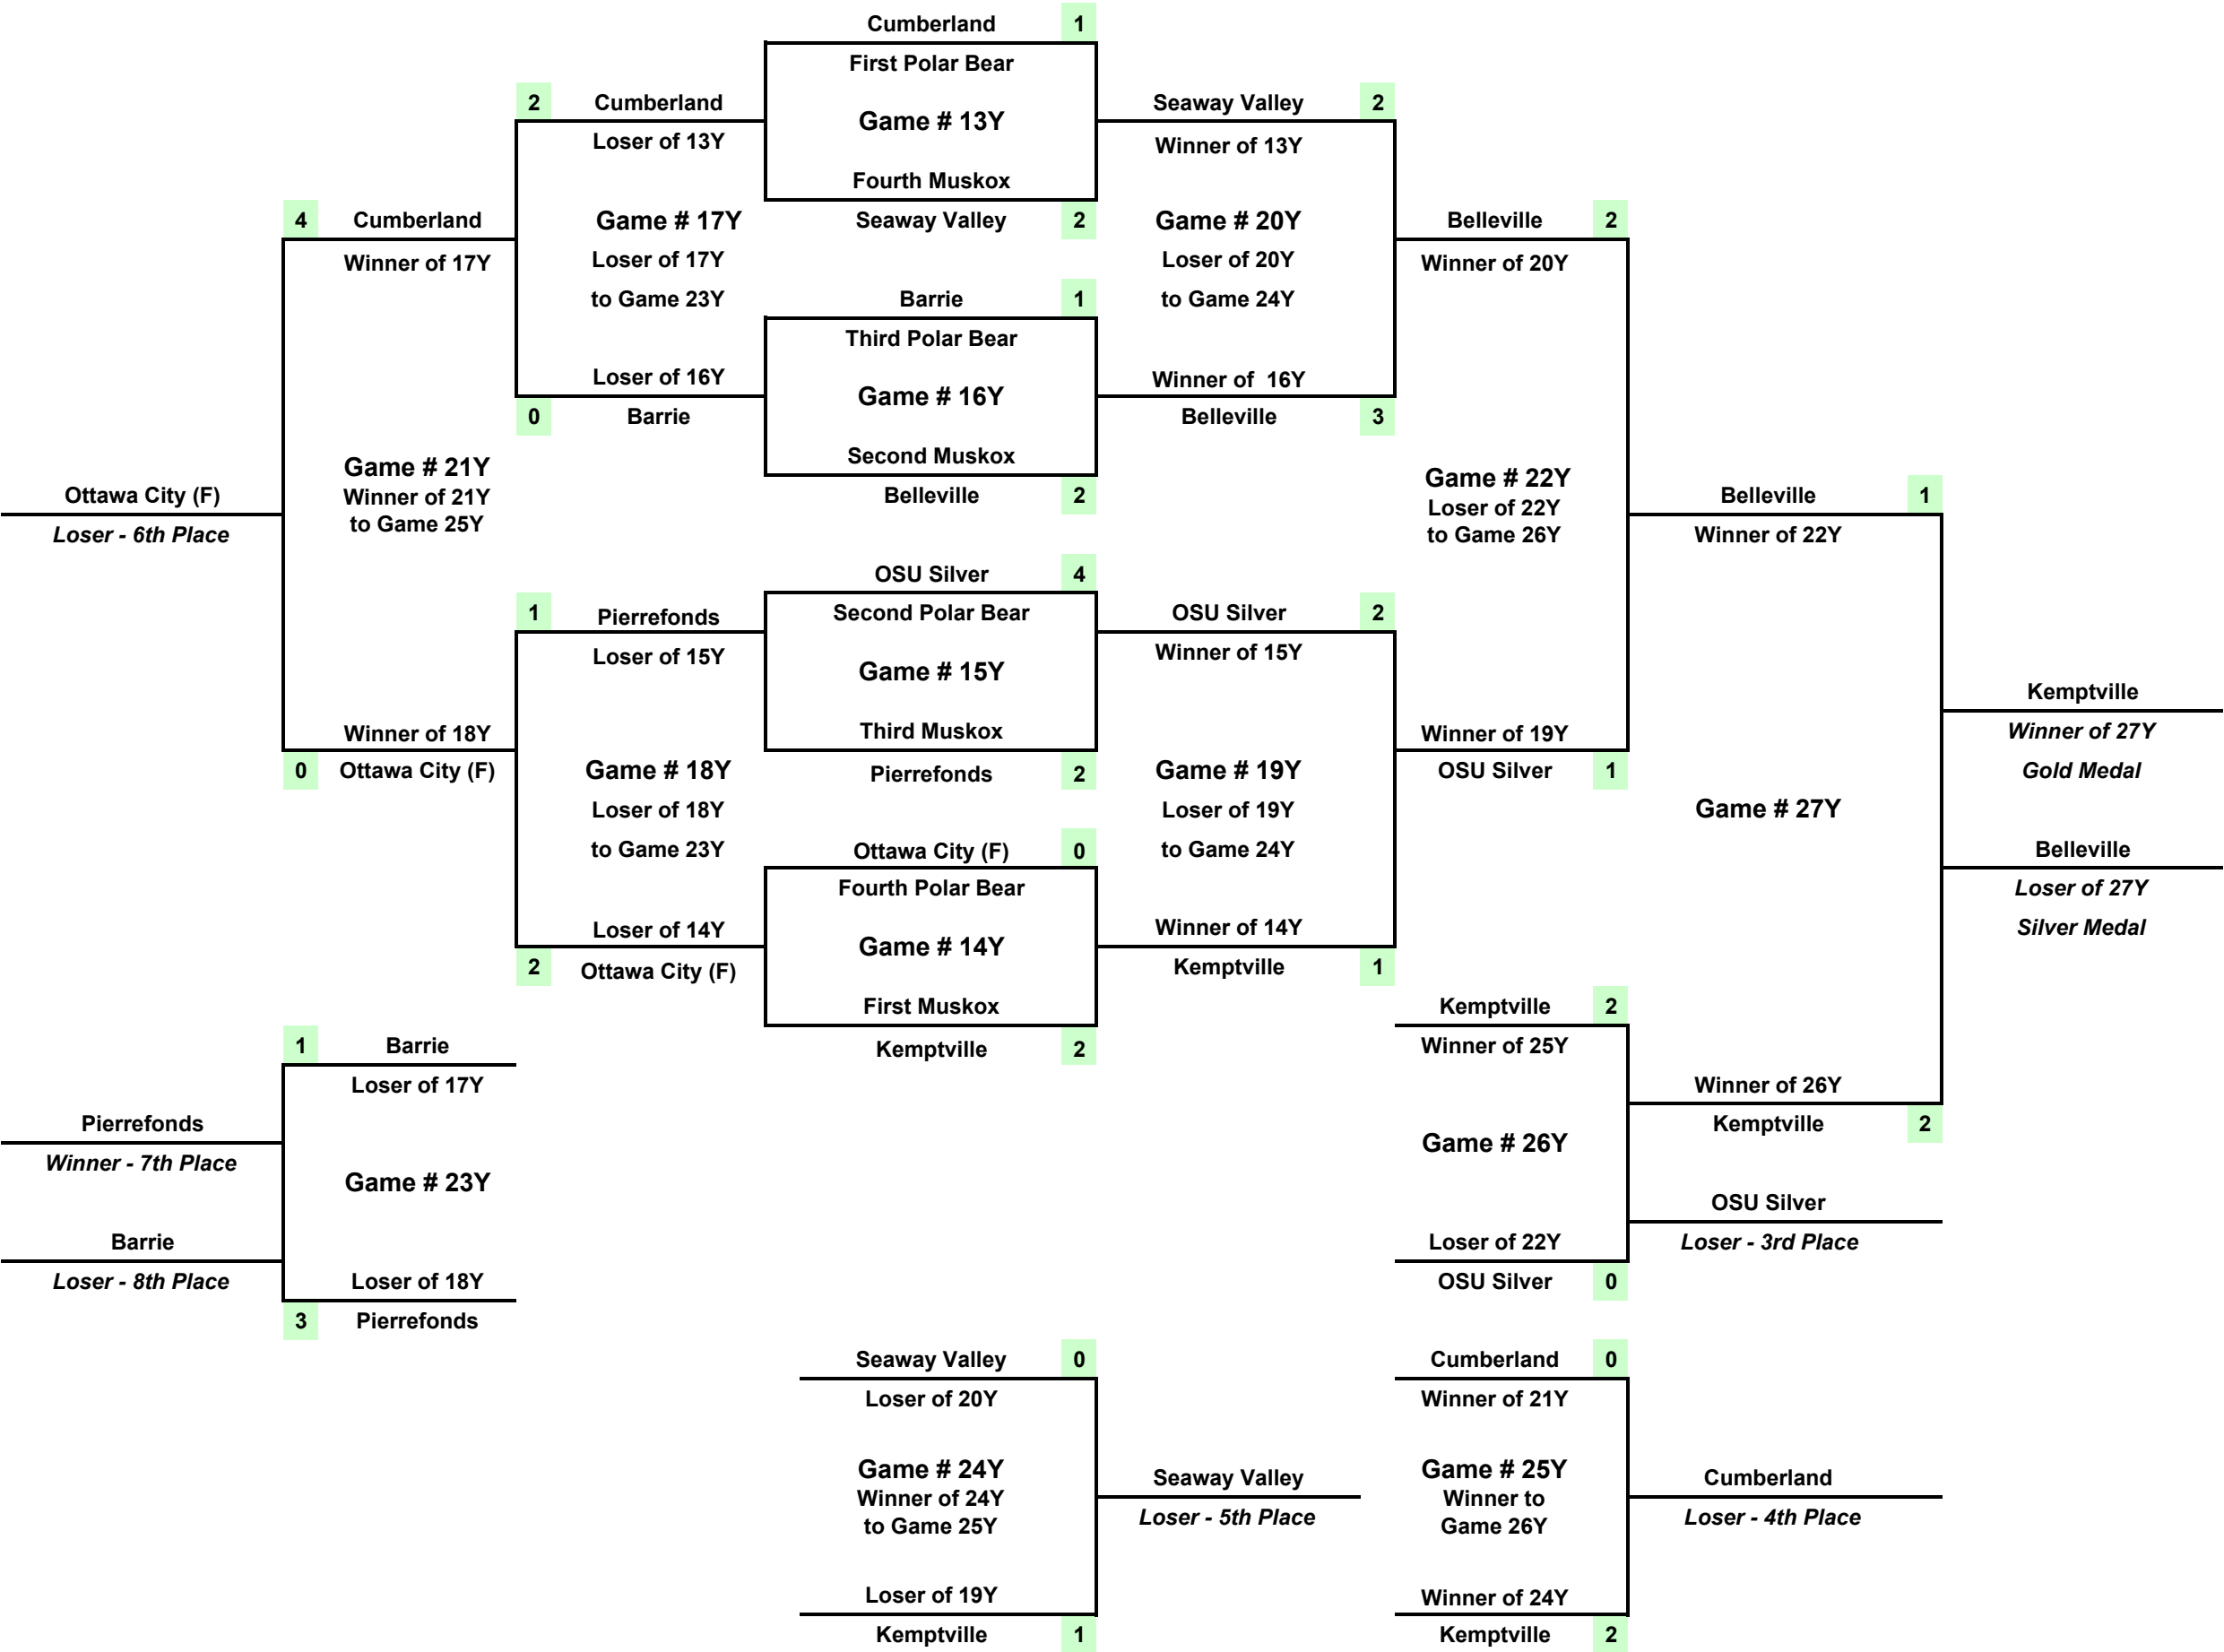 Cumberland 1
First Polar Bear
2 Cumberland Seaway Valley 2
Game # 13Y
Loser of 13Y Winner of 13Y
Fourth Muskox
4 Cumberland Game # 17Y Seaway Valley 2 Game # 20Y Belleville 2
Winner of 17Y Loser of 17Y Loser of 20Y Winner of 20Y
to Game 23Y Barrie 1 to Game 24Y
Third Polar Bear
Loser of 16Y Winner of 16Y
Game # 16Y
0 Barrie Belleville 3
Second Muskox
Game # 21Y Game # 22Y
Ottawa City (F) Winner of 21Y Belleville 2 Loser of 22Y Belleville 1
Loser - 6th Place to Game 25Y to Game 26Y Winner of 22Y
OSU Silver 4
1 Pierrefonds Second Polar Bear OSU Silver 2
Loser of 15Y Game # 15Y Winner of 15Y
Kemptville
Winner of 18Y Third Muskox Winner of 19Y Winner of 27Y
0 Ottawa City (F) Game # 18Y Pierrefonds 2 Game # 19Y OSU Silver 1 Gold Medal
Loser of 18Y Loser of 19Y Game # 27Y
to Game 23Y Ottawa City (F) 0 to Game 24Y Belleville
Fourth Polar Bear Loser of 27Y
Loser of 14Y Winner of 14Y Silver Medal
Game # 14Y
2 Ottawa City (F) Kemptville 1
First Muskox Kemptville 2
1 Barrie Kemptville 2 Winner of 25Y
Loser of 17Y Winner of 26Y
Pierrefonds Kemptville 2
Game # 26Y
Winner - 7th Place
Game # 23Y
OSU Silver
Barrie Loser of 22Y Loser - 3rd Place
Loser - 8th Place Loser of 18Y OSU Silver 0
3 Pierrefonds
Seaway Valley 0 Cumberland 0
Loser of 20Y Winner of 21Y
Game # 24Y Game # 25Y
Seaway Valley Cumberland
Winner of 24Y Winner to
Loser - 5th Place Loser - 4th Place
to Game 25Y Game 26Y
Loser of 19Y Winner of 24Y
Kemptville 1 Kemptville 2